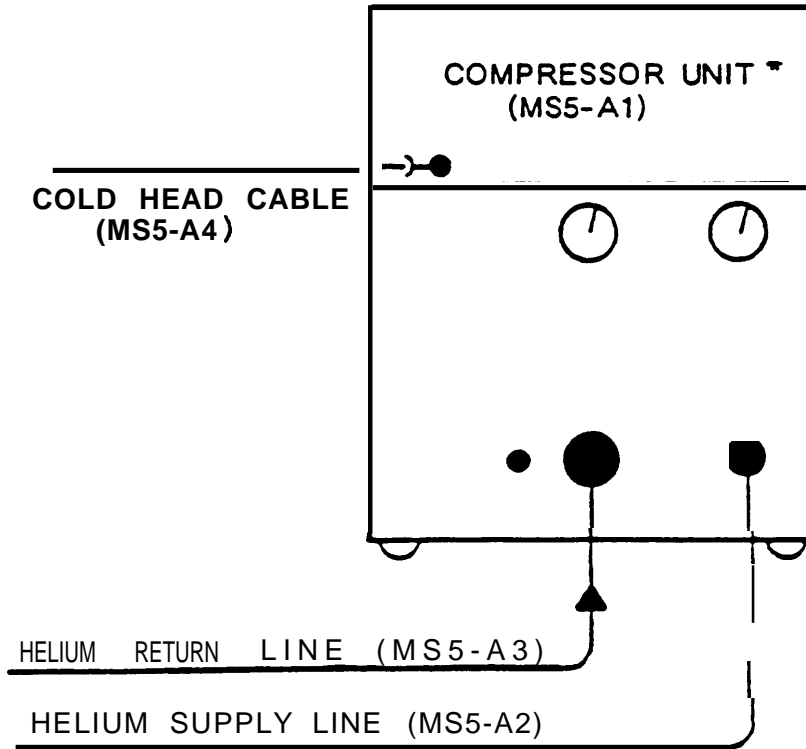 COMPRESSOR UNIT
(MS5-A1)
COLD HEAD CABLE
(MS5-A4)
HELIUM RETURN LINE (MS5-A3)
HELIUM SUPPLY LINE (MS5-A2)